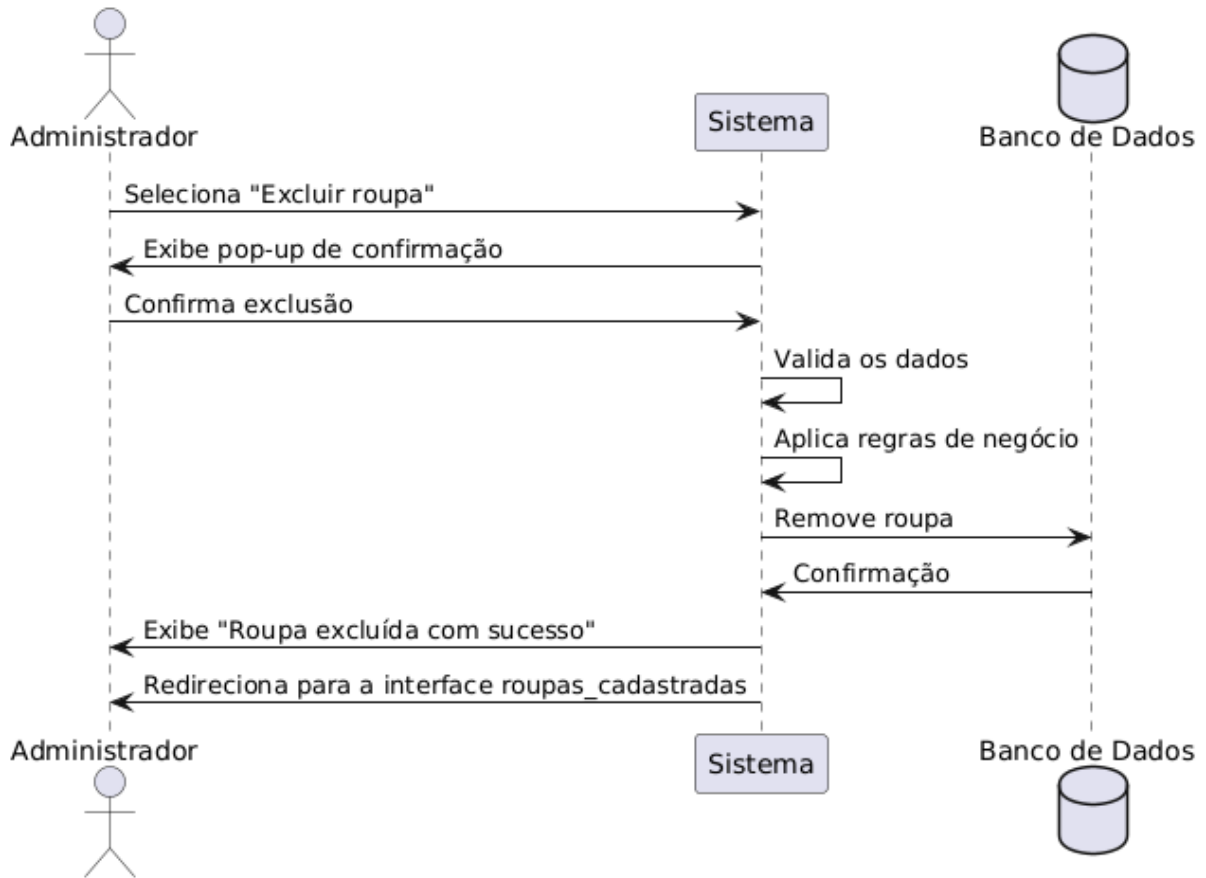 Administrador
Sistema
Banco de Dados
Seleciona "Excluir roupa"
Exibe pop-up de confirmação
Confirma exclusão
Valida os dados
Aplica regras de negócio
Remove roupa
Confirmação
Exibe "Roupa excluída com sucesso"
Redireciona para a interface roupas_cadastradas
Administrador
Sistema
Banco de Dados